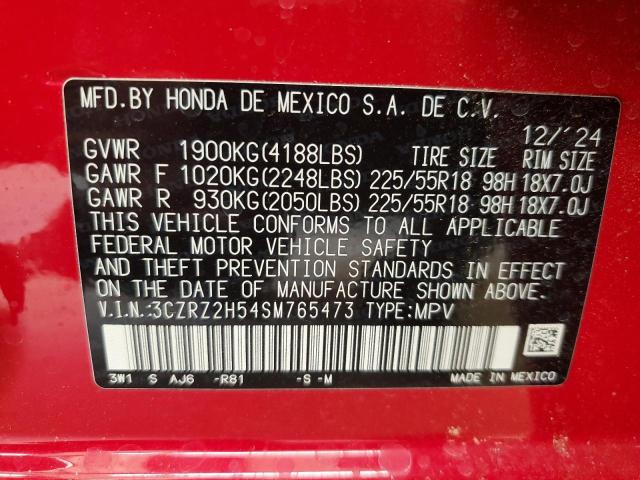 MFD.BY HONDA DE MEXICO S.A. DE C.V.
12/'24
GVWR 1900KG(4188LBS) TIRE SIZE RIM SIZE
GAWR F 1020KG(2248LBS) 225/55R18 98H 18X7.0J
GAWR R 930KG(2050LBS) 225/55R18 98H 18X7.0J
THIS VEHICLE CONFORMS TO ALL APPLICABLE
FEDERAL MOTOR VEHICLE SAFETY
AND THEFT PREVENTION STANDARDS IN EFFECT
ON THE DATE OF MANUFACTURE SHOWN ABOVE.
V.I.N.:3CZRZ2H54SM765473 TYPE:MPV
3W1 S AJ6 -R81 -S -M MADE IN MEXICO